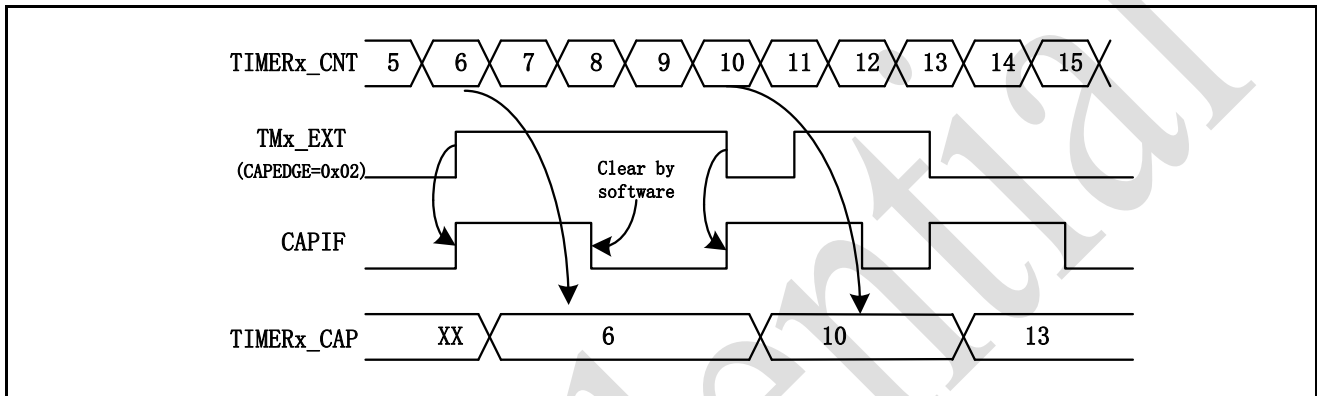 TIMERx_CNT 5 6 7 8 9 10 11 12 13 14 15
TMx_EXT
(CAPEDGE=0x02)
Clear by
software
CAPIF
TIMERx_CAP XX 6 10 13
ential